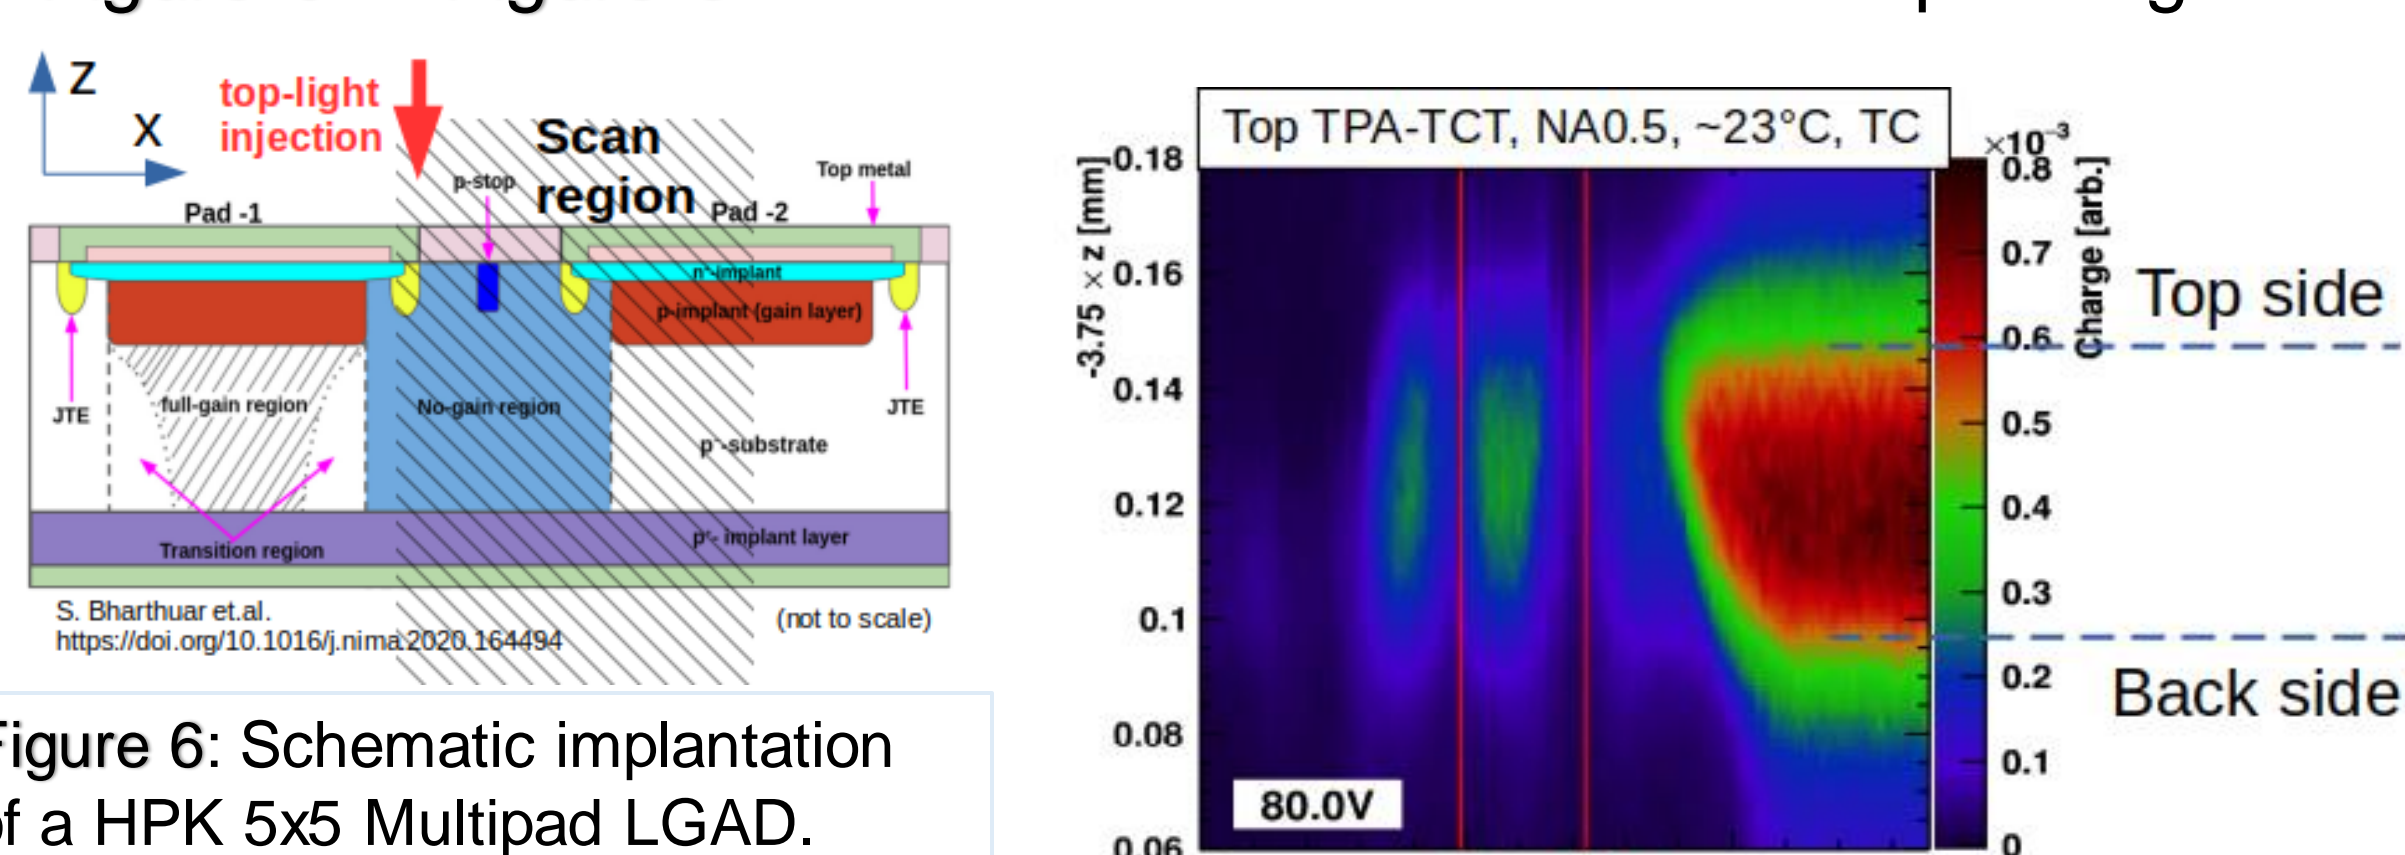 Z
X
top-light
injection
Scan
region
p-stop
Top metal
Pad -1
Pad -2
n⁺-implant
p-implant (gain layer)
JTE
full-gain region
No-gain region
JTE
p⁻-substrate
Transition region
p⁺- implant layer
S. Bharthuar et.al.
https://doi.org/10.1016/j.nima.2020.164494
(not to scale)
Figure 6: Schematic implantation
of a HPK 5x5 Multipad LGAD.
Top TPA-TCT, NA0.5, ~23°C, TC
×10⁻³
-3.75 × z [mm]
0.18
0.16
0.14
0.12
0.1
0.08
0.06
80.0V
0.8
0.7
0.6
0.5
0.4
0.3
0.2
0.1
0
Charge [arb.]
Top side
Back side